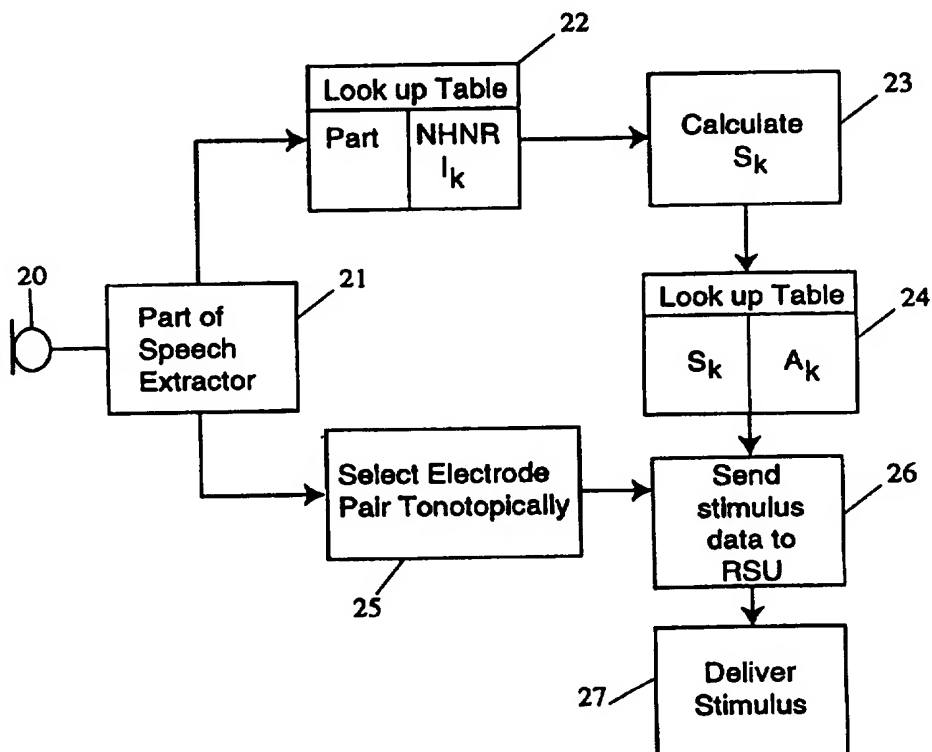 22
Look up Table
Part
NHNR
I_k
23
Calculate
S_k
20
21
Part of
Speech
Extractor
Look up Table
24
S_k
A_k
Select Electrode
Pair Tonotopically
25
Send
stimulus
data to
RSU
26
27
Deliver
Stimulus